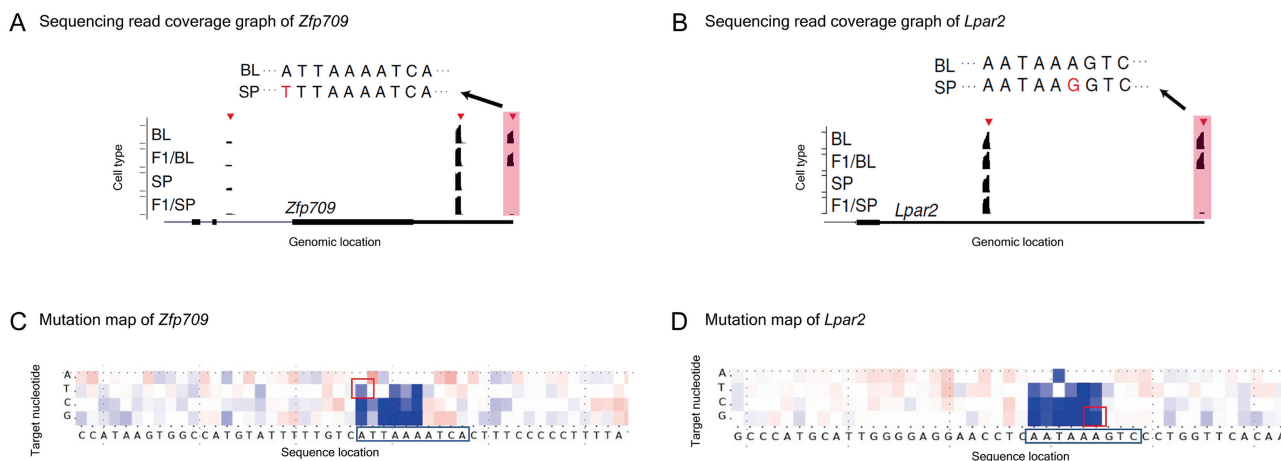 A Sequencing read coverage graph of Zfp709
BL ··· A T T A A A A T C A ···
SP ··· T T T A A A A T C A ···
Cell type
BL
F1/BL
SP
F1/SP
Zfp709
Genomic location
B Sequencing read coverage graph of Lpar2
BL ··· A A T A A A G T C ···
SP ··· A A T A A G G T C ···
Cell type
BL
F1/BL
SP
F1/SP
Lpar2
Genomic location
C Mutation map of Zfp709
Target nucleotide
A
T
C
G
C C A T A A G T G G C C A T G T A T T T T T G T C A T T A A A A T C A C T T T C C C C C T T T T A
Sequence location
D Mutation map of Lpar2
Target nucleotide
A
T
C
G
G C C C A T G C A T T G G G G A G G A A C C T C A A T A A A G T C C C T G G T T C A C A A
Sequence location